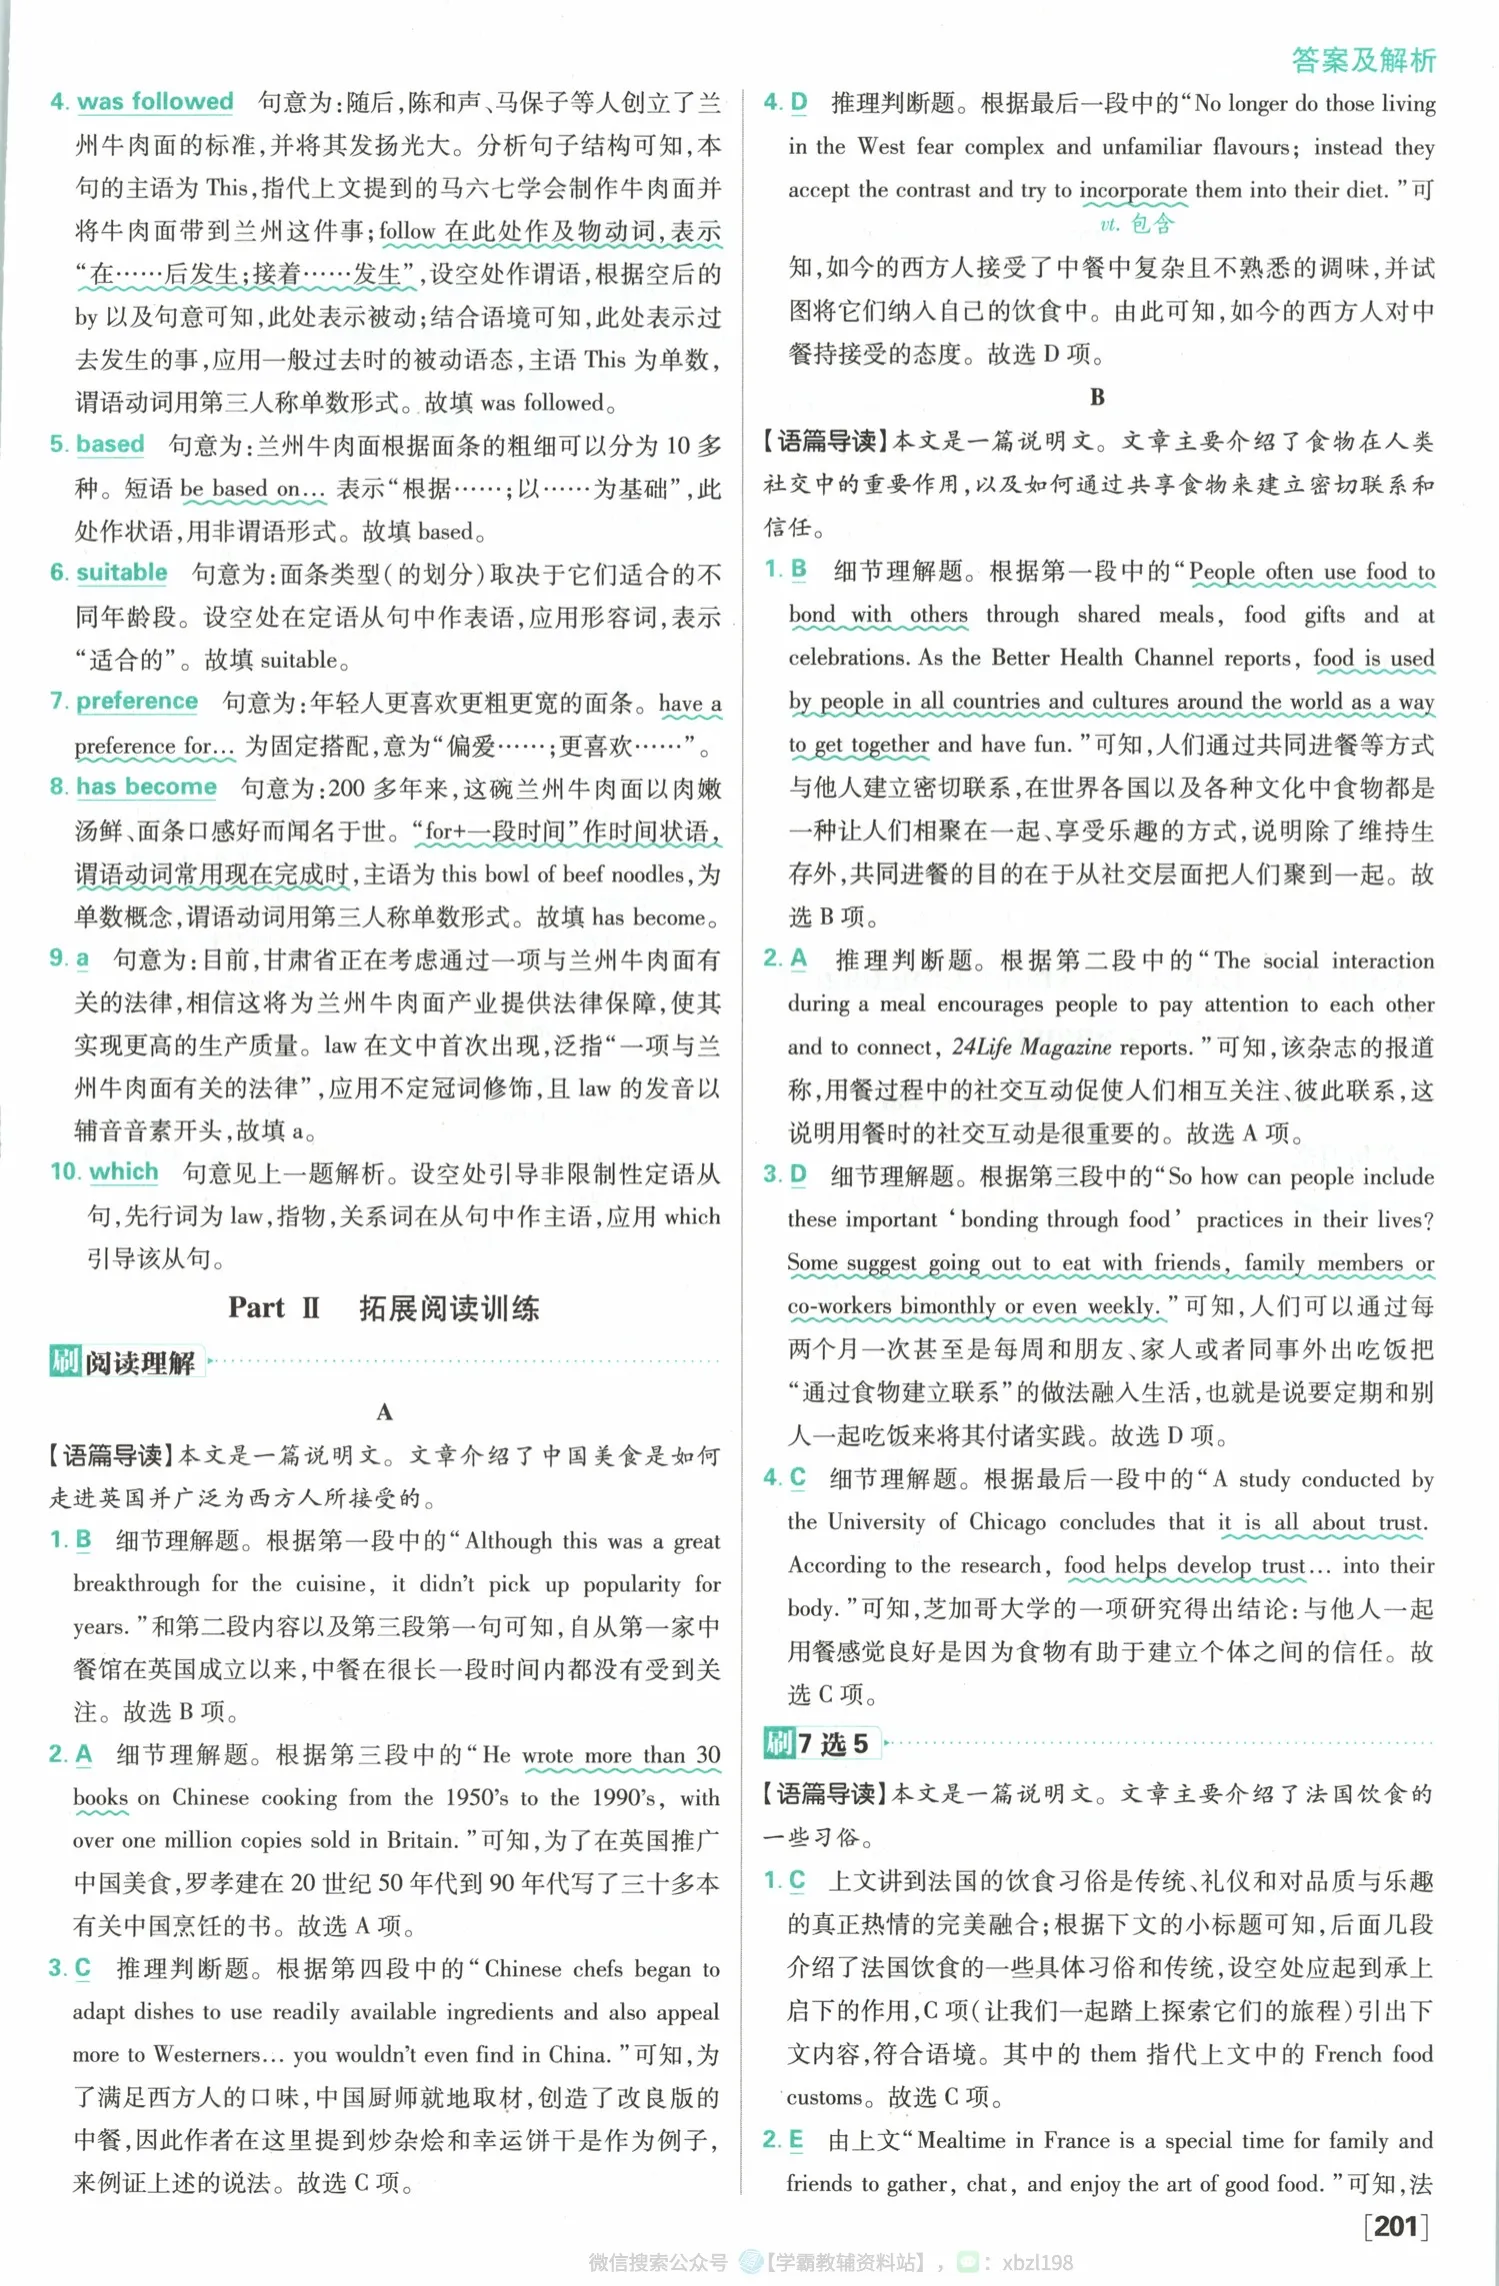 答案及解析
4. was followed 句意为:随后,陈和声、马保子等人创立了兰
州牛肉面的标准,并将其发扬光大。分析句子结构可知,本
句的主语为 This,指代上文提到的马六七学会制作牛肉面并
将牛肉面带到兰州这件事;follow 在此处作及物动词,表示
“在……后发生;接着……发生”,设空处作谓语,根据空后的
by 以及句意可知,此处表示被动;结合语境可知,此处表示过
去发生的事,应用一般过去时的被动语态,主语 This 为单数,
谓语动词用第三人称单数形式。故填 was followed。
5. based 句意为:兰州牛肉面根据面条的粗细可以分为 10 多
种。短语 be based on... 表示“根据……;以……为基础”,此
处作状语,用非谓语形式。故填 based。
6. suitable 句意为:面条类型(的划分)取决于它们适合的不
同年龄段。设空处在定语从句中作表语,应用形容词,表示
“适合的”。故填 suitable。
7. preference 句意为:年轻人更喜欢更粗更宽的面条。have a
preference for... 为固定搭配,意为“偏爱……;更喜欢……”。
8. has become 句意为:200 多年来,这碗兰州牛肉面以肉嫩
汤鲜、面条口感好而闻名于世。“for+一段时间”作时间状语,
谓语动词常用现在完成时,主语为 this bowl of beef noodles,为
单数概念,谓语动词用第三人称单数形式。故填 has become。
9. a 句意为:目前,甘肃省正在考虑通过一项与兰州牛肉面有
关的法律,相信这将为兰州牛肉面产业提供法律保障,使其
实现更高的生产质量。law 在文中首次出现,泛指“一项与兰
州牛肉面有关的法律”,应用不定冠词修饰,且 law 的发音以
辅音音素开头,故填 a。
10. which 句意见上一题解析。设空处引导非限制性定语从
句,先行词为 law,指物,关系词在从句中作主语,应用 which
引导该从句。
Part Ⅱ 拓展阅读训练
刷 阅读理解
A
【语篇导读】本文是一篇说明文。文章介绍了中国美食是如何
走进英国并广泛为西方人所接受的。
1. B 细节理解题。根据第一段中的“Although this was a great
breakthrough for the cuisine, it didn't pick up popularity for
years.”和第二段内容以及第三段第一句可知,自从第一家中
餐馆在英国成立以来,中餐在很长一段时间内都没有受到关
注。故选 B 项。
2. A 细节理解题。根据第三段中的“He wrote more than 30
books on Chinese cooking from the 1950's to the 1990's, with
over one million copies sold in Britain.”可知,为了在英国推广
中国美食,罗孝建在 20 世纪 50 年代到 90 年代写了三十多本
有关中国烹饪的书。故选 A 项。
3. C 推理判断题。根据第四段中的“Chinese chefs began to
adapt dishes to use readily available ingredients and also appeal
more to Westerners... you wouldn't even find in China.”可知,为
了满足西方人的口味,中国厨师就地取材,创造了改良版的
中餐,因此作者在这里提到炒杂烩和幸运饼干是作为例子,
来例证上述的说法。故选 C 项。
4. D 推理判断题。根据最后一段中的“No longer do those living
in the West fear complex and unfamiliar flavours; instead they
accept the contrast and try to incorporate them into their diet.”可
vt. 包含
知,如今的西方人接受了中餐中复杂且不熟悉的调味,并试
图将它们纳入自己的饮食中。由此可知,如今的西方人对中
餐持接受的态度。故选 D 项。
B
【语篇导读】本文是一篇说明文。文章主要介绍了食物在人类
社交中的重要作用,以及如何通过共享食物来建立密切联系和
信任。
1. B 细节理解题。根据第一段中的“People often use food to
bond with others through shared meals, food gifts and at
celebrations. As the Better Health Channel reports, food is used
by people in all countries and cultures around the world as a way
to get together and have fun.”可知,人们通过共同进餐等方式
与他人建立密切联系,在世界各国以及各种文化中食物都是
一种让人们相聚在一起、享受乐趣的方式,说明除了维持生
存外,共同进餐的目的在于从社交层面把人们聚到一起。故
选 B 项。
2. A 推理判断题。根据第二段中的“The social interaction
during a meal encourages people to pay attention to each other
and to connect, 24Life Magazine reports.”可知,该杂志的报道
称,用餐过程中的社交互动促使人们相互关注、彼此联系,这
说明用餐时的社交互动是很重要的。故选 A 项。
3. D 细节理解题。根据第三段中的“So how can people include
these important ‘bonding through food’ practices in their lives?
Some suggest going out to eat with friends, family members or
co-workers bimonthly or even weekly.”可知,人们可以通过每
两个月一次甚至是每周和朋友、家人或者同事外出吃饭把
“通过食物建立联系”的做法融入生活,也就是说要定期和别
人一起吃饭来将其付诸实践。故选 D 项。
4. C 细节理解题。根据最后一段中的“A study conducted by
the University of Chicago concludes that it is all about trust.
According to the research, food helps develop trust... into their
body.”可知,芝加哥大学的一项研究得出结论:与他人一起
用餐感觉良好是因为食物有助于建立个体之间的信任。故
选 C 项。
刷 7 选 5
【语篇导读】本文是一篇说明文。文章主要介绍了法国饮食的
一些习俗。
1. C 上文讲到法国的饮食习俗是传统、礼仪和对品质与乐趣
的真正热情的完美融合;根据下文的小标题可知,后面几段
介绍了法国饮食的一些具体习俗和传统,设空处应起到承上
启下的作用,C 项(让我们一起踏上探索它们的旅程)引出下
文内容,符合语境。其中的 them 指代上文中的 French food
customs。故选 C 项。
2. E 由上文“Mealtime in France is a special time for family and
friends to gather, chat, and enjoy the art of good food.”可知,法
[201]
微信搜索公众号【学霸教辅资料站】,：xbzl198